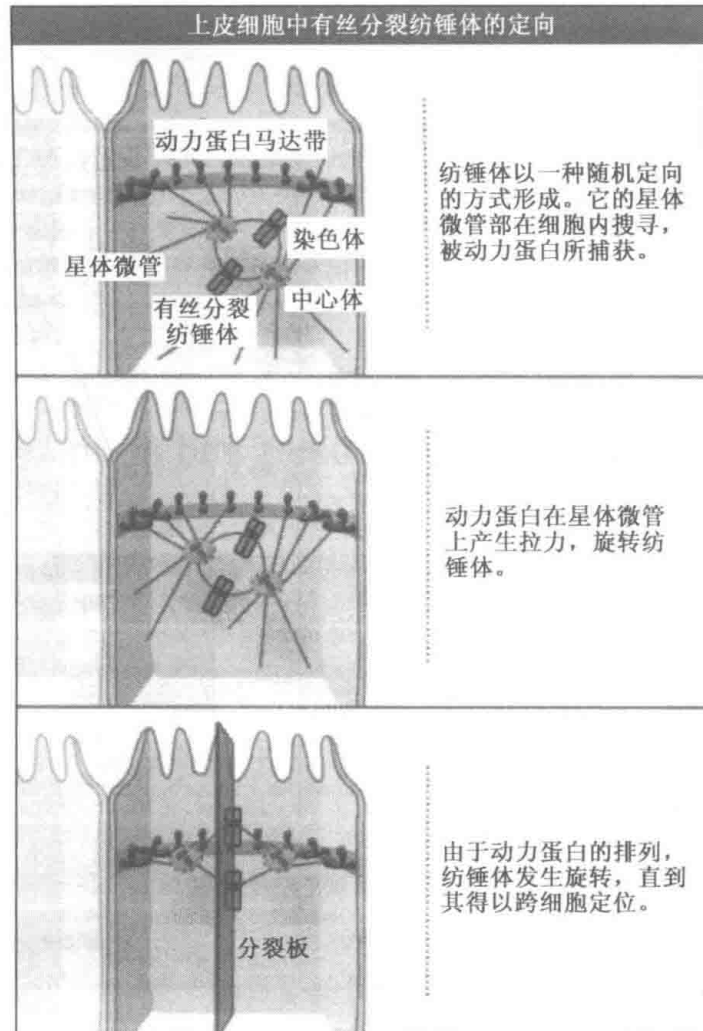 上皮细胞中有丝分裂纺锤体的定向
动力蛋白马达带
染色体
星体微管
有丝分裂
纺锤体
中心体
纺锤体以一种随机定向
的方式形成。它的星体
微管部在细胞内搜寻，
被动力蛋白所捕获。
动力蛋白在星体微管
上产生拉力，旋转纺
锤体。
由于动力蛋白的排列，
纺锤体发生旋转，直到
其得以跨细胞定位。
分裂板